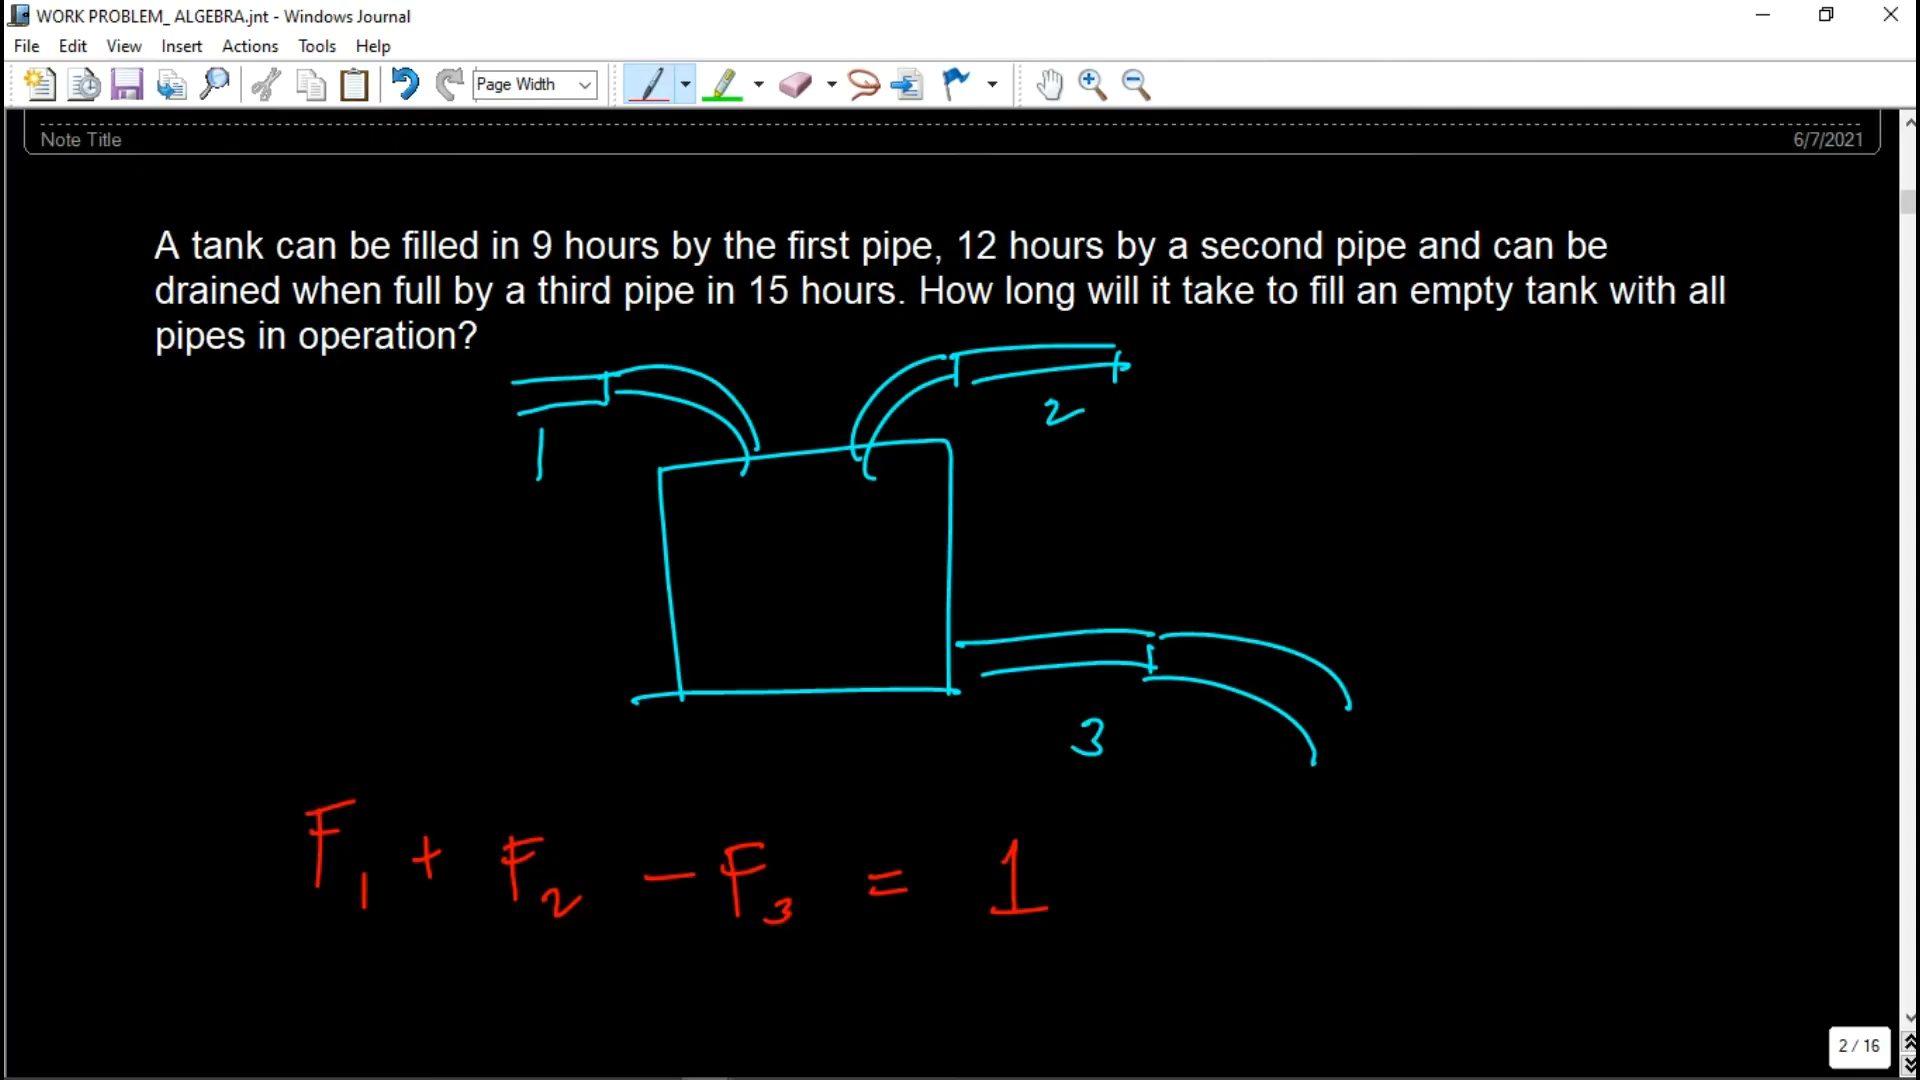 WORK PROBLEM_ ALGEBRA.jnt - Windows Journal
File Edit View Insert Actions Tools Help
Page Width
Note Title 6/7/2021
A tank can be filled in 9 hours by the first pipe, 12 hours by a second pipe and can be
drained when full by a third pipe in 15 hours. How long will it take to fill an empty tank with all
pipes in operation?
1
2
3
F₁ + F₂ - F₃ = 1
2 / 16